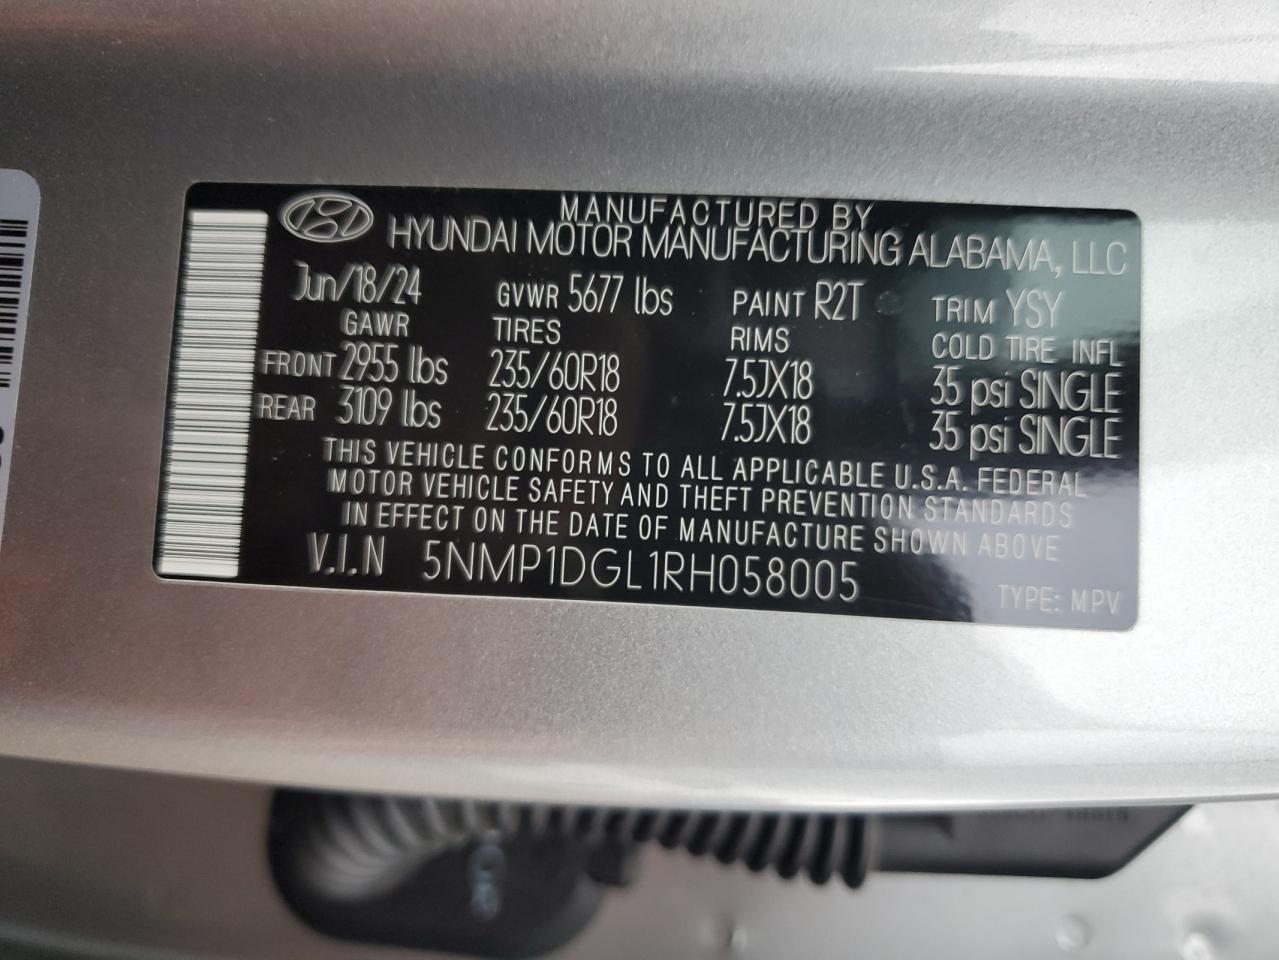 MANUFACTURED BY
HYUNDAI MOTOR MANUFACTURING ALABAMA, LLC
Jun/18/24 GVWR 5677 lbs PAINT R2T TRIM YSY
GAWR TIRES RIMS COLD TIRE INFL
FRONT 2955 lbs 235/60R18 7.5JX18 35 psi SINGLE
REAR 3109 lbs 235/60R18 7.5JX18 35 psi SINGLE
THIS VEHICLE CONFORMS TO ALL APPLICABLE U.S.A. FEDERAL
MOTOR VEHICLE SAFETY AND THEFT PREVENTION STANDARDS
IN EFFECT ON THE DATE OF MANUFACTURE SHOWN ABOVE
V.I.N 5NMP1DGL1RH058005
TYPE: MPV